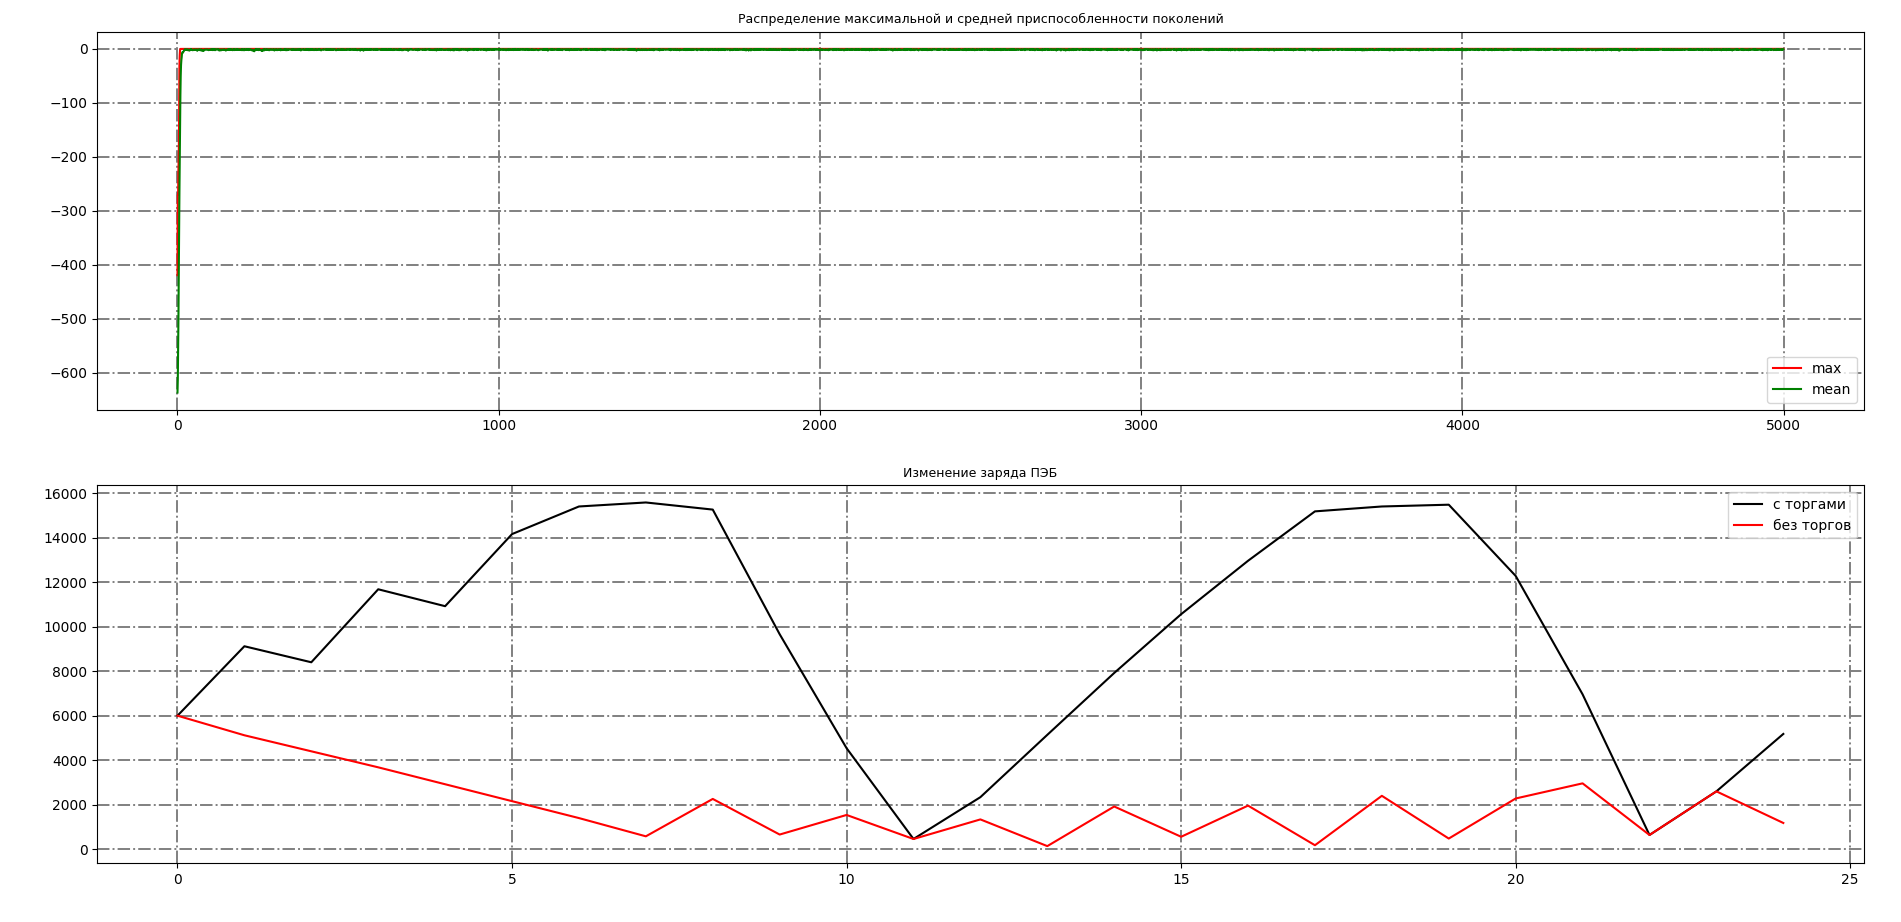 Распределение максимальной и средней приспособленности поколений
0
−100
−200
−300
−400
−500
−600
max
mean
0 1000 2000 3000 4000 5000
Изменение заряда ПЭБ
16000
14000
12000
10000
8000
6000
4000
2000
0
с торгами
без торгов
0 5 10 15 20 25